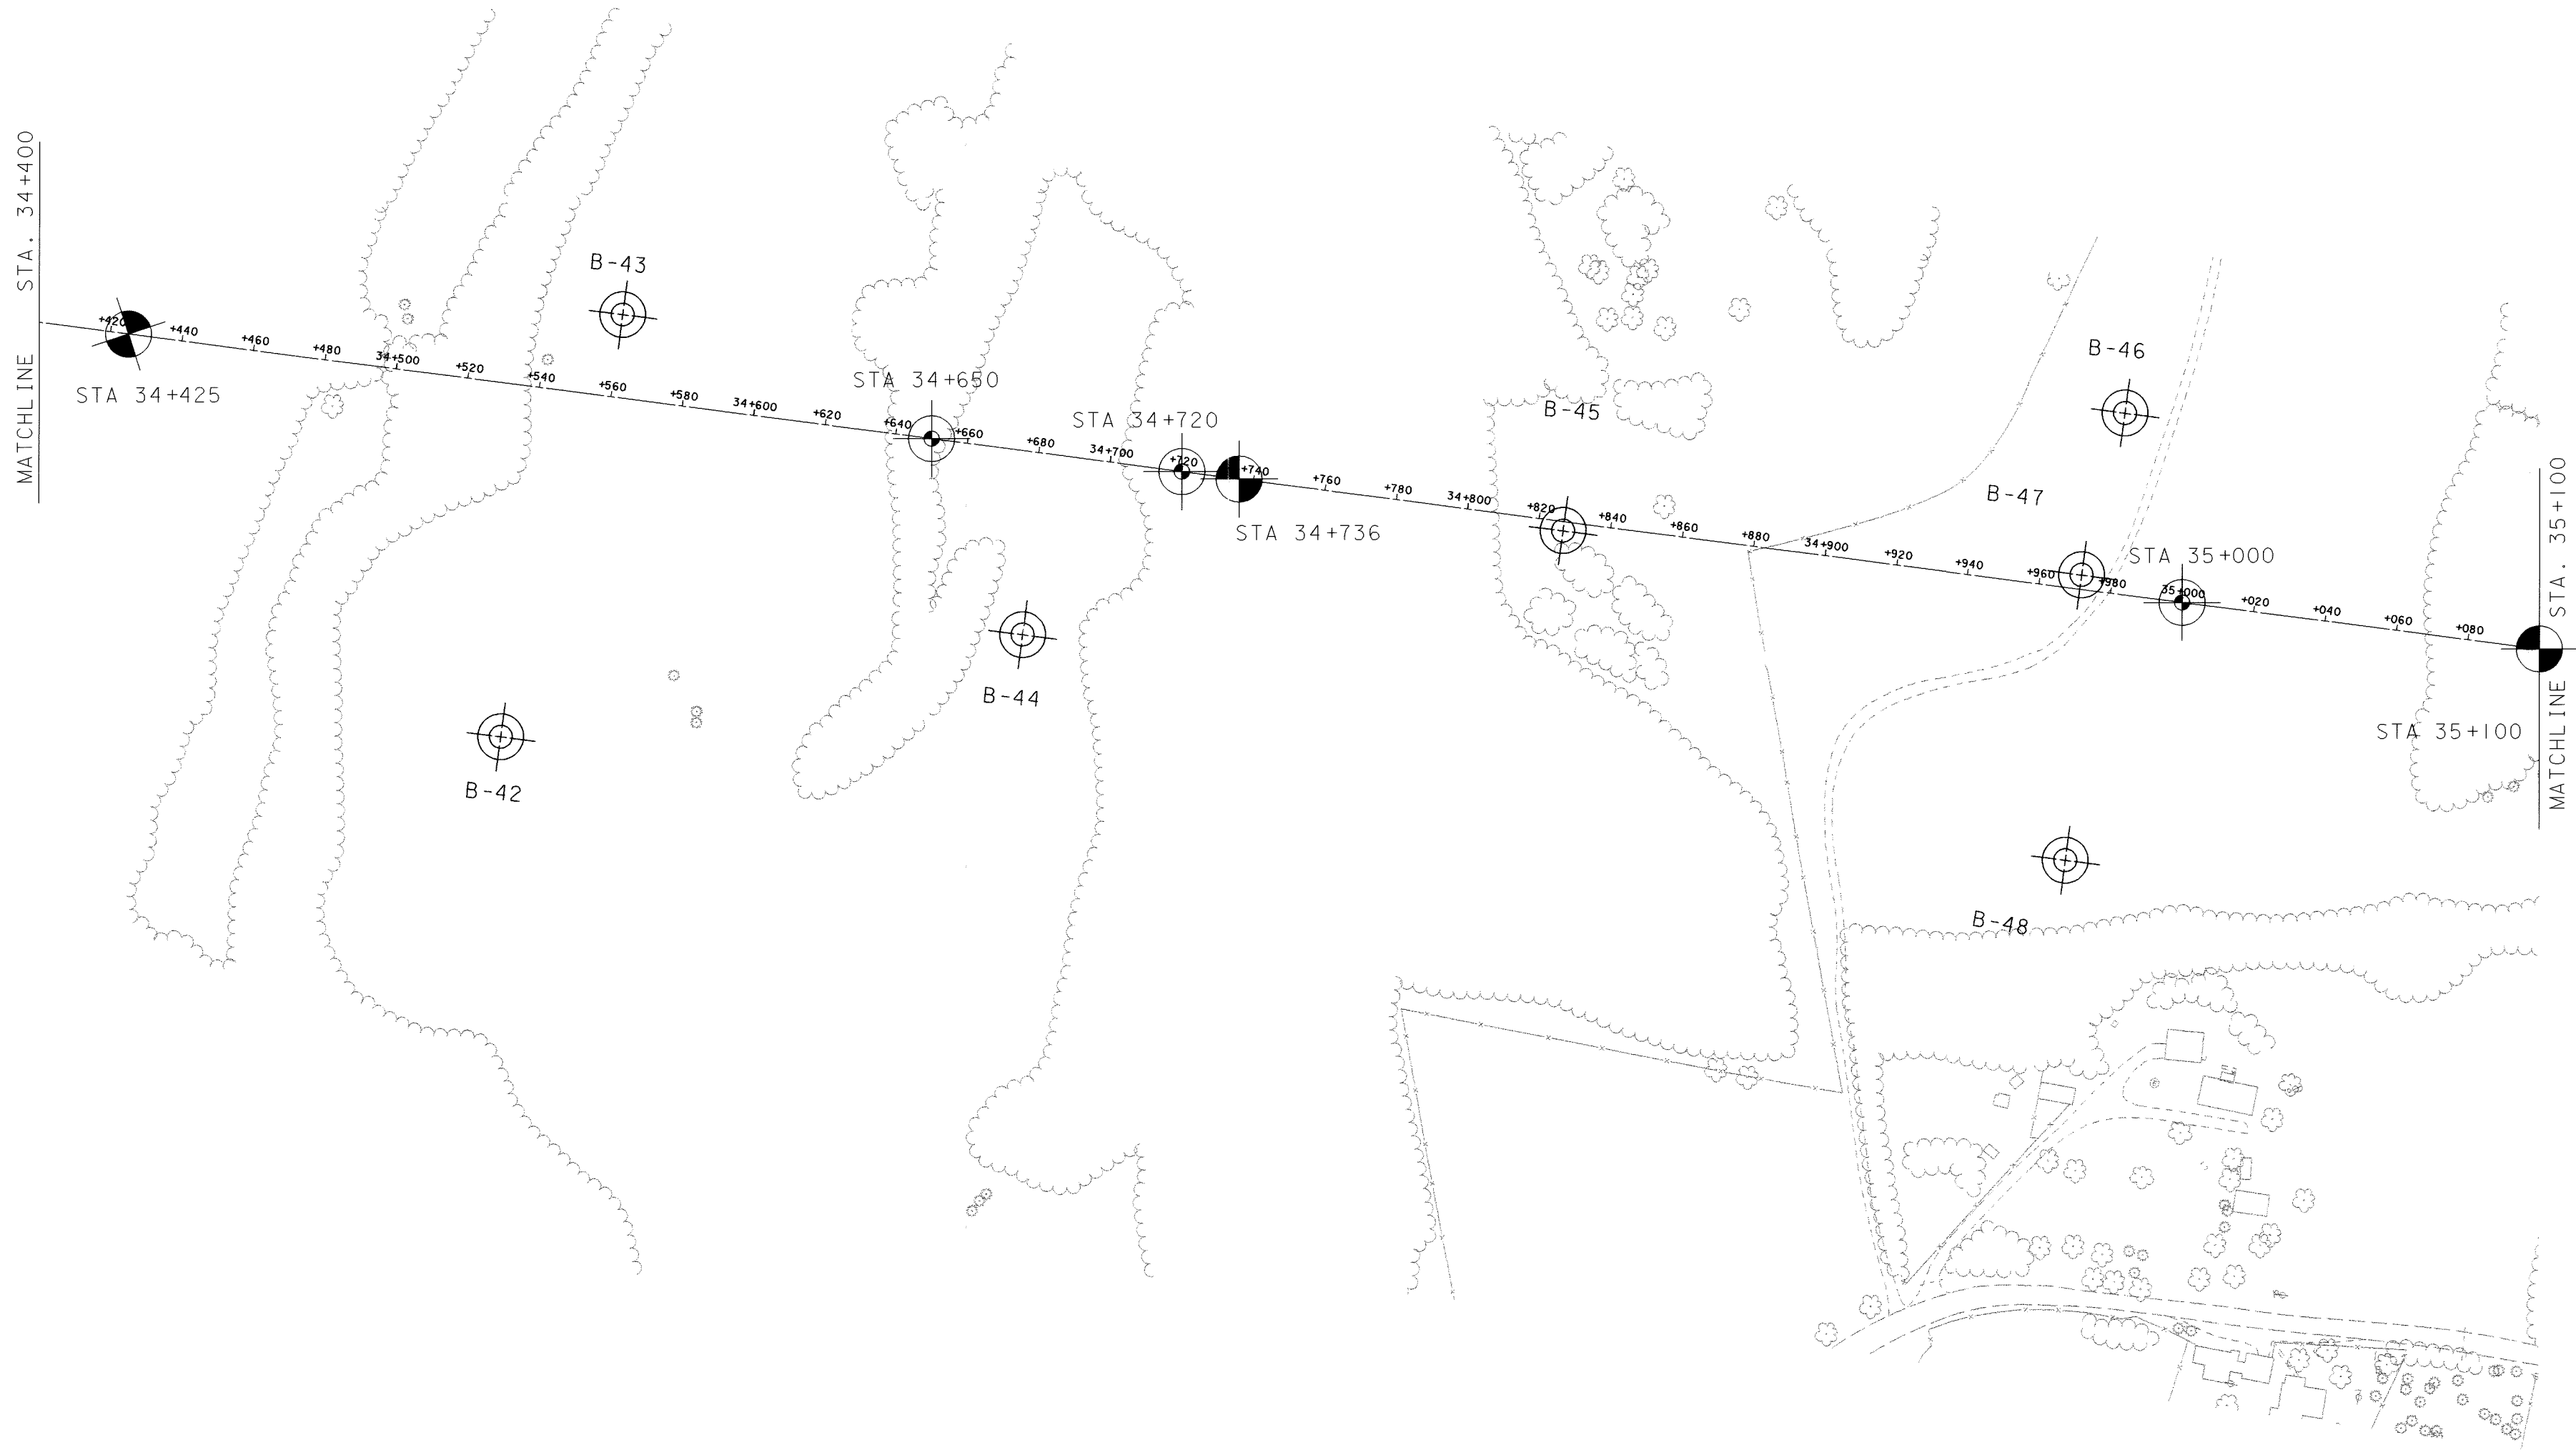 MATCHLINE STA. 34+400
B-43
+420
+440
+460
+480
34+500
+520
+540
+560
+580
34+600
+620
+640
+660
+680
34+700
+720
+740
+760
+780
34+800
+820
+840
+860
+880
34+900
+920
+940
+960
+980
35+000
+020
+040
+060
+080
STA 34+425
STA 34+650
STA 34+720
STA 34+736
B-45
B-46
B-47
STA 35+000
B-44
B-42
STA 35+100
B-48
MATCHLINE STA. 35+100